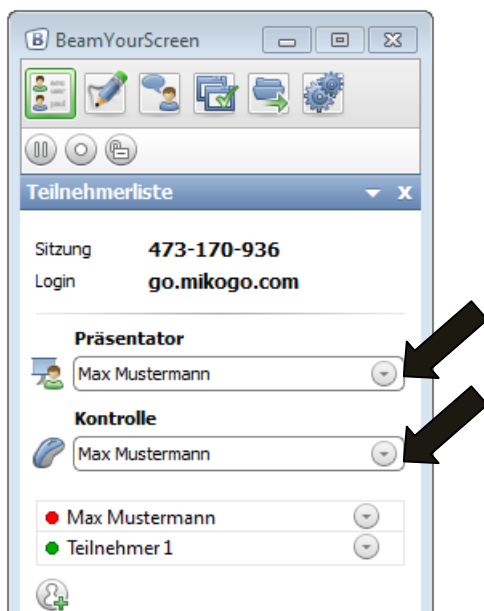 BeamYourScreen
Teilnehmerliste
Sitzung 473-170-936
Login go.mikogo.com
Präsentator
Max Mustermann
Kontrolle
Max Mustermann
Max Mustermann
Teilnehmer 1